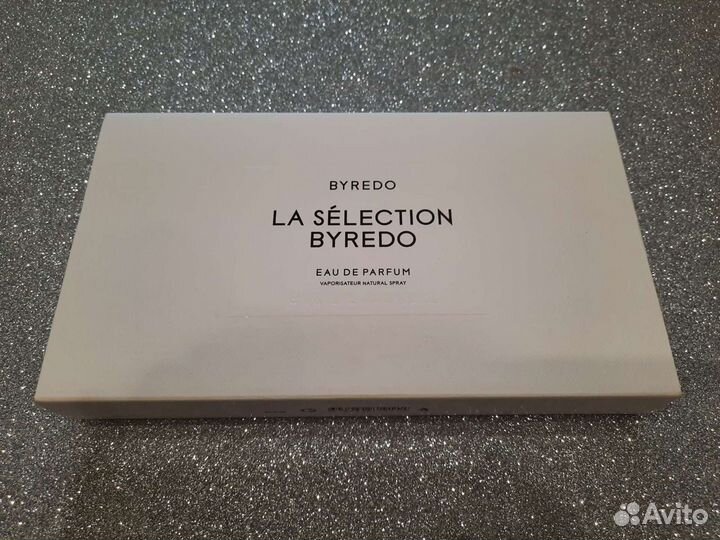 BYREDO
LA SÉLECTION
BYREDO
EAU DE PARFUM
VAPORISATEUR NATURAL SPRAY
Avito